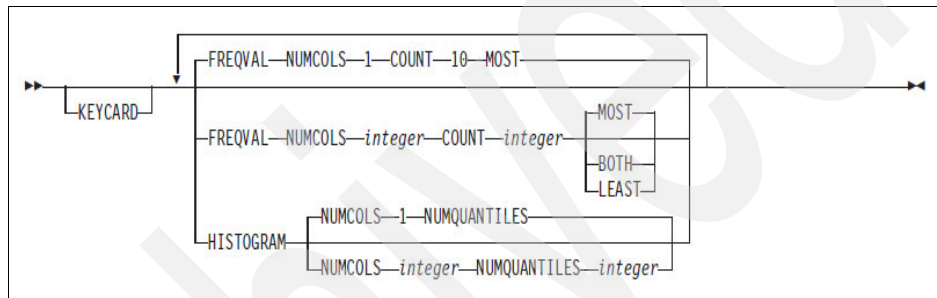 FREQVAL NUMCOLS 1 COUNT 10 MOST
KEYCARD
MOST
FREQVAL NUMCOLS integer COUNT integer
BOTH
LEAST
NUMCOLS 1 NUMQUANTILES
HISTOGRAM
NUMCOLS integer NUMQUANTILES integer